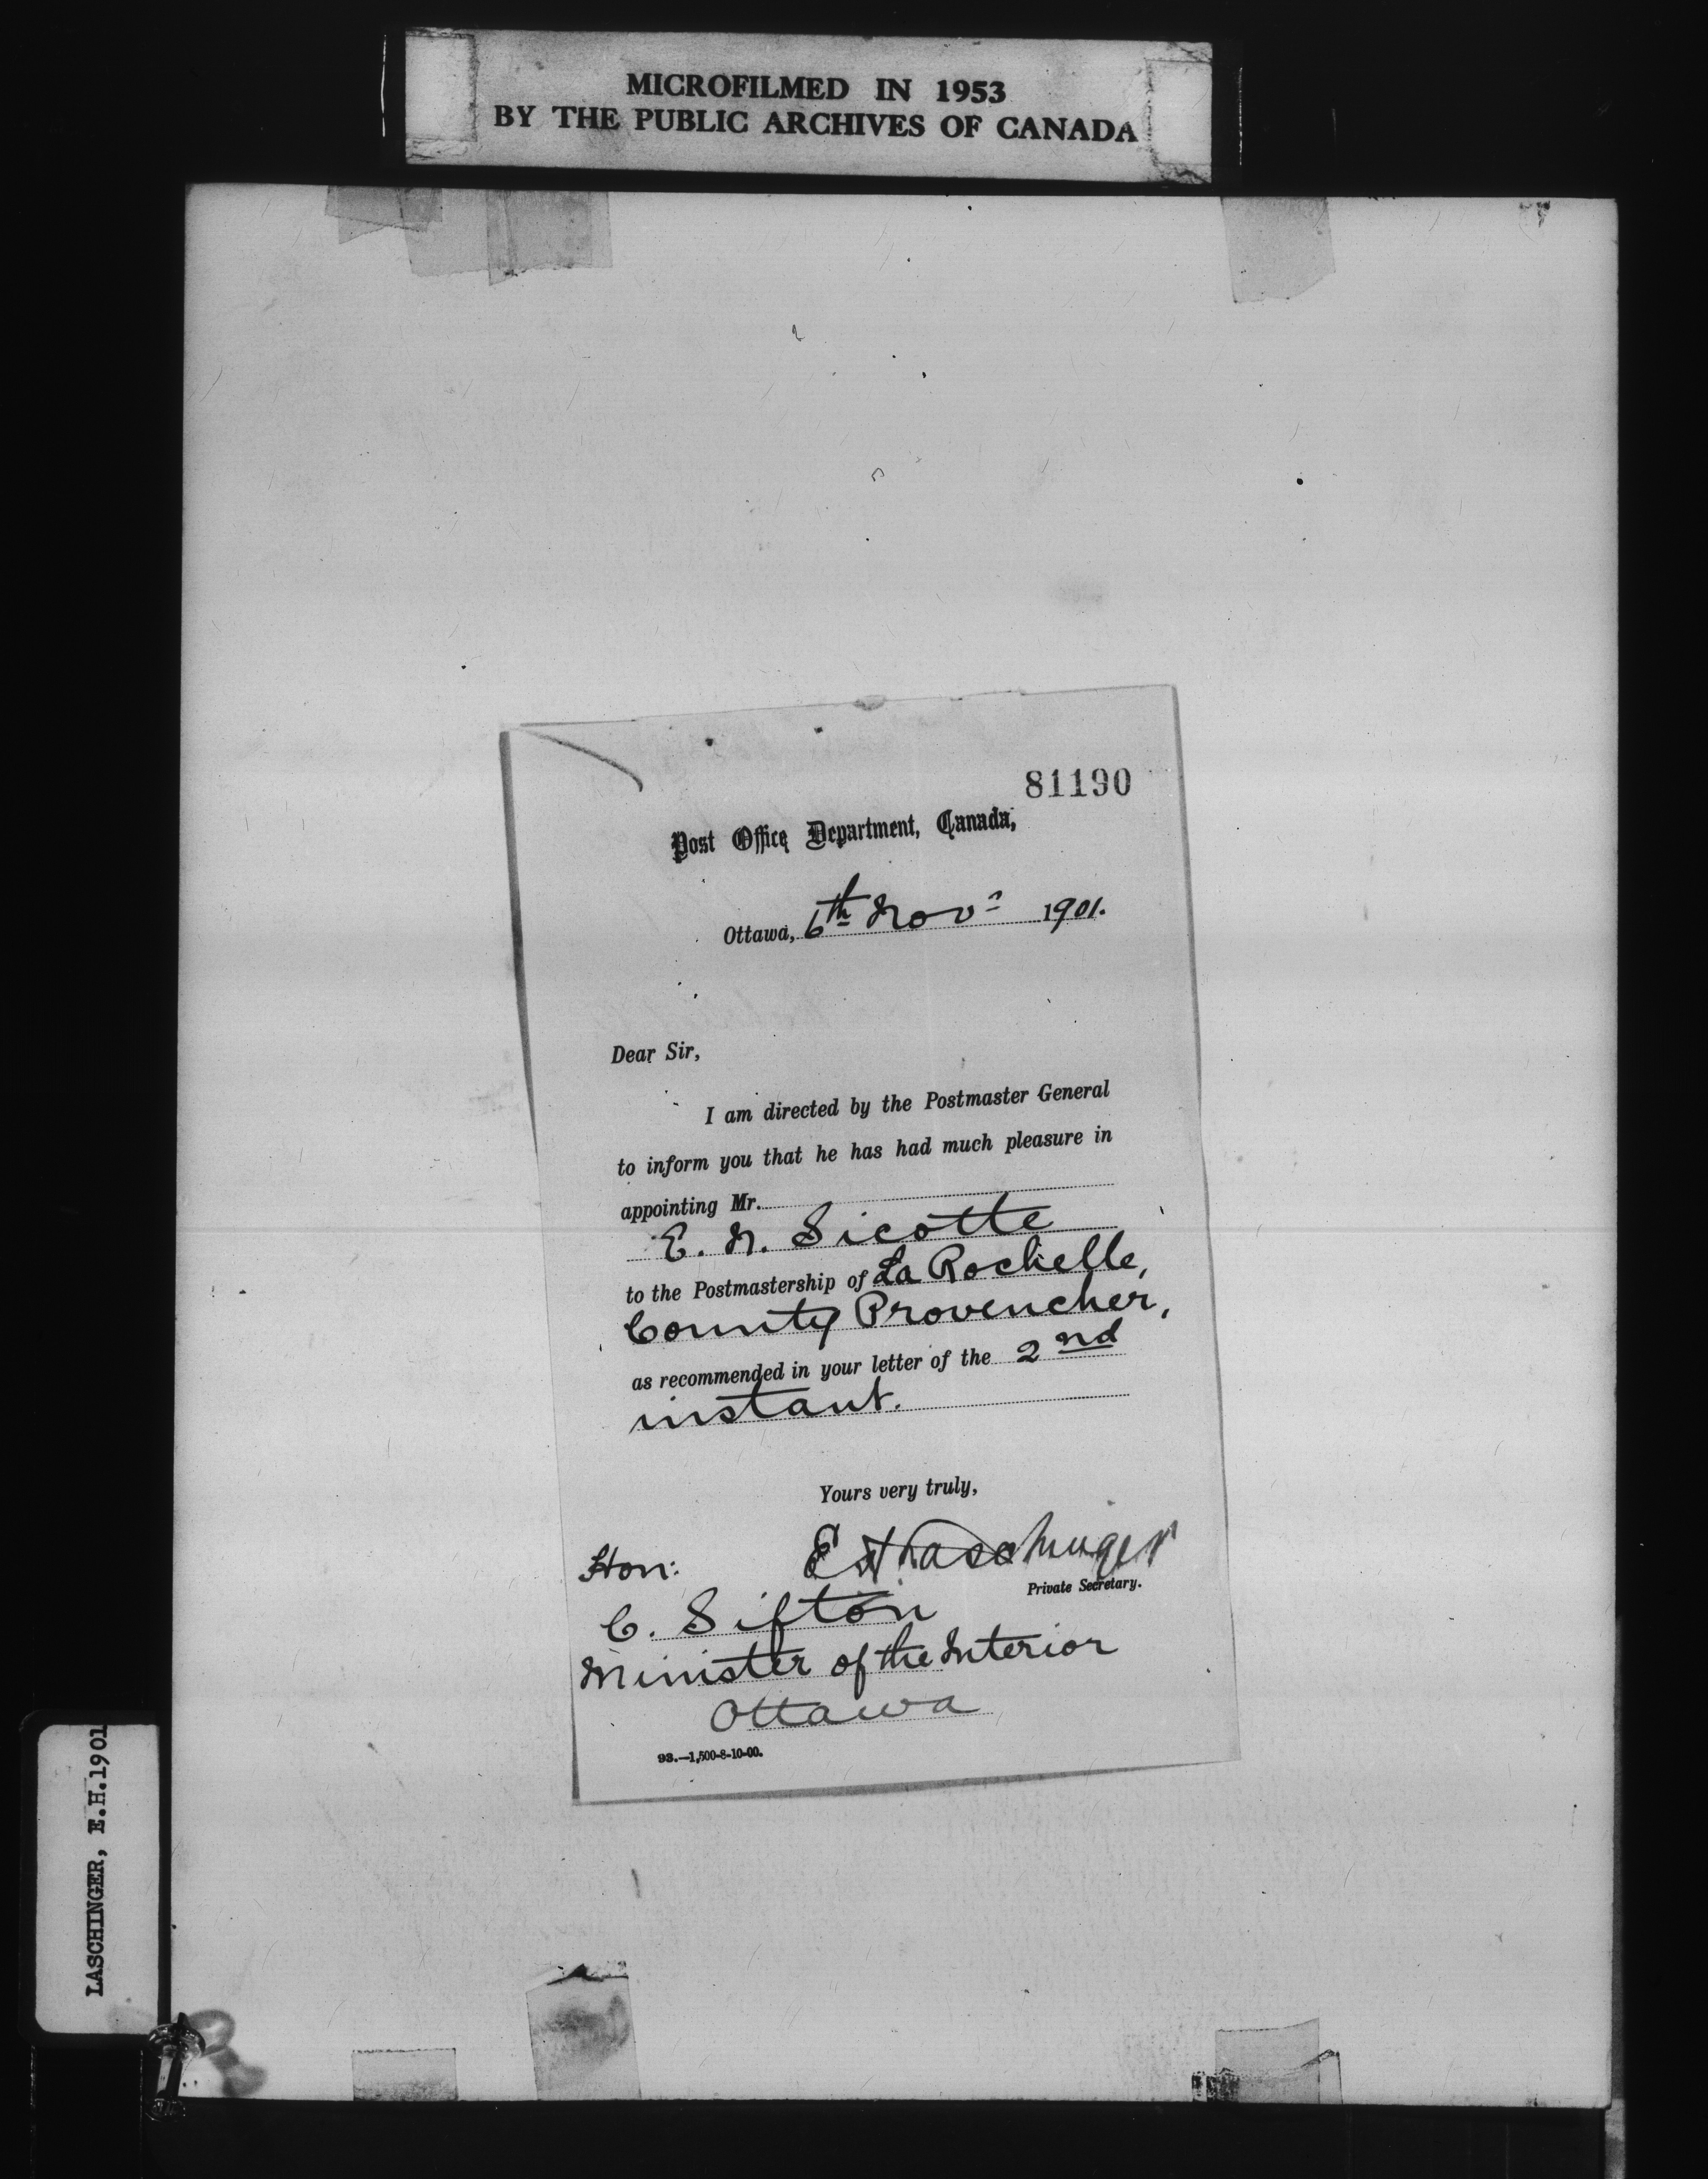 MICROFILMED IN 1953
BY THE PUBLIC ARCHIVES OF CANADA
81190
Post Office Department, Canada,
Ottawa, 6th Novr 1901.
Dear Sir,
I am directed by the Postmaster General
to inform you that he has had much pleasure in
appointing Mr.
E. N. Sicotte
to the Postmastership of La Rochelle,
County Provencher,
as recommended in your letter of the 2nd
instant.
Yours very truly,
E H Laschinger
Private Secretary.
Hon:
C. Sifton
Minister of the Interior
Ottawa
93.—1,500-8-10-00.
LASCHINGER, E.H.1901